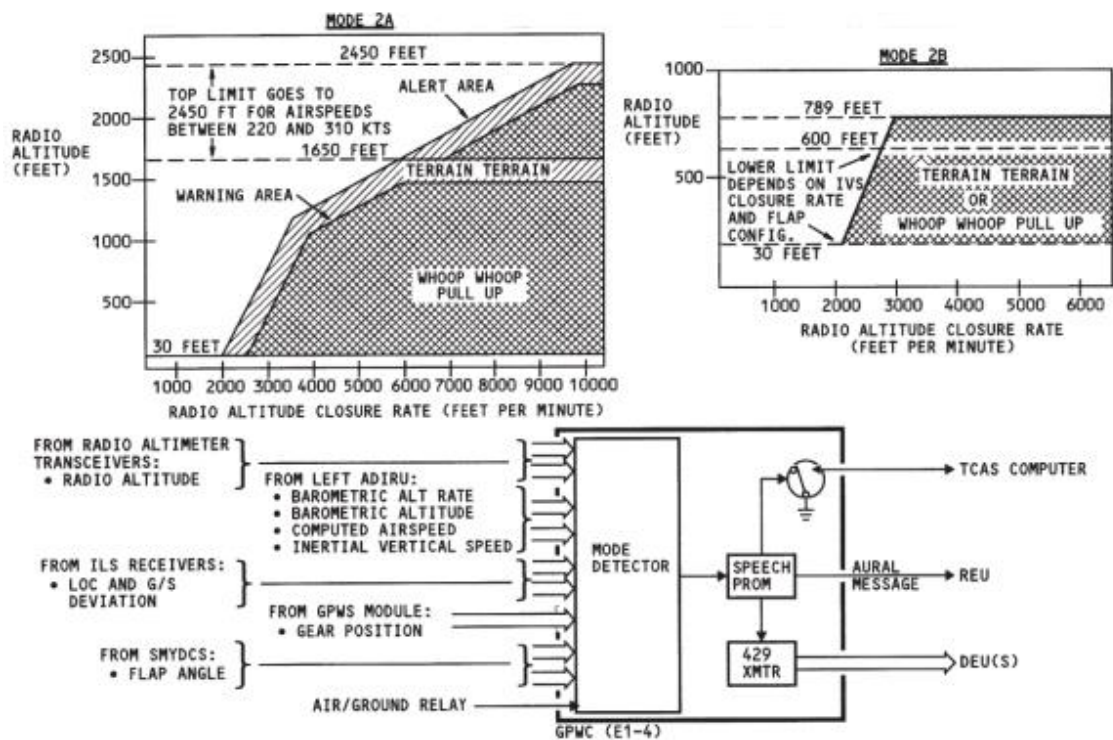 MODE 2A
2500
2450 FEET
TOP LIMIT GOES TO
2450 FT FOR AIRSPEEDS
BETWEEN 220 AND 310 KTS
ALERT AREA
2000
RADIO
ALTITUDE
(FEET)
1650 FEET
1500
TERRAIN TERRAIN
WARNING AREA
1000
WHOOP WHOOP
PULL UP
500
30 FEET
1000 2000 3000 4000 5000 6000 7000 8000 9000 10000
RADIO ALTITUDE CLOSURE RATE (FEET PER MINUTE)
MODE 2B
1000
RADIO
ALTITUDE
(FEET)
789 FEET
600 FEET
LOWER LIMIT
DEPENDS ON IVS
CLOSURE RATE
AND FLAP
CONFIG.
500
TERRAIN TERRAIN
OR
WHOOP WHOOP PULL UP
30 FEET
1000 2000 3000 4000 5000 6000
RADIO ALTITUDE CLOSURE RATE
(FEET PER MINUTE)
FROM RADIO ALTIMETER
TRANSCEIVERS:
• RADIO ALTITUDE
FROM LEFT ADIRU:
• BAROMETRIC ALT RATE
• BAROMETRIC ALTITUDE
• COMPUTED AIRSPEED
• INERTIAL VERTICAL SPEED
FROM ILS RECEIVERS:
• LOC AND G/S
DEVIATION
FROM GPWS MODULE:
• GEAR POSITION
FROM SMYDCS:
• FLAP ANGLE
AIR/GROUND RELAY
MODE
DETECTOR
SPEECH
PROM
429
XMTR
GPWC (E1-4)
TCAS COMPUTER
AURAL
MESSAGE
REU
DEU(S)